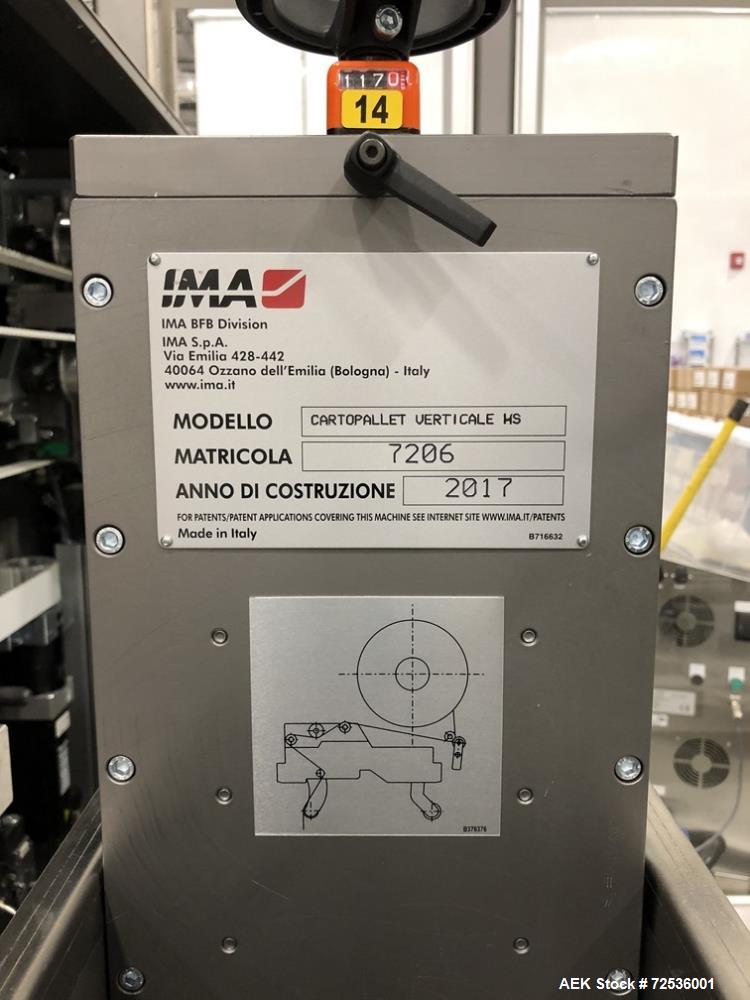 1170
14
IMA
IMA BFB Division
IMA S.p.A.
Via Emilia 428-442
40064 Ozzano dell'Emilia (Bologna) - Italy
www.ima.it
MODELLO CARTOPALLET VERTICALE WS
MATRICOLA 7206
ANNO DI COSTRUZIONE 2017
FOR PATENTS/PATENT APPLICATIONS COVERING THIS MACHINE SEE INTERNET SITE WWW.IMA.IT/PATENTS
Made in Italy B716632
B376376
AEK Stock # 72536001